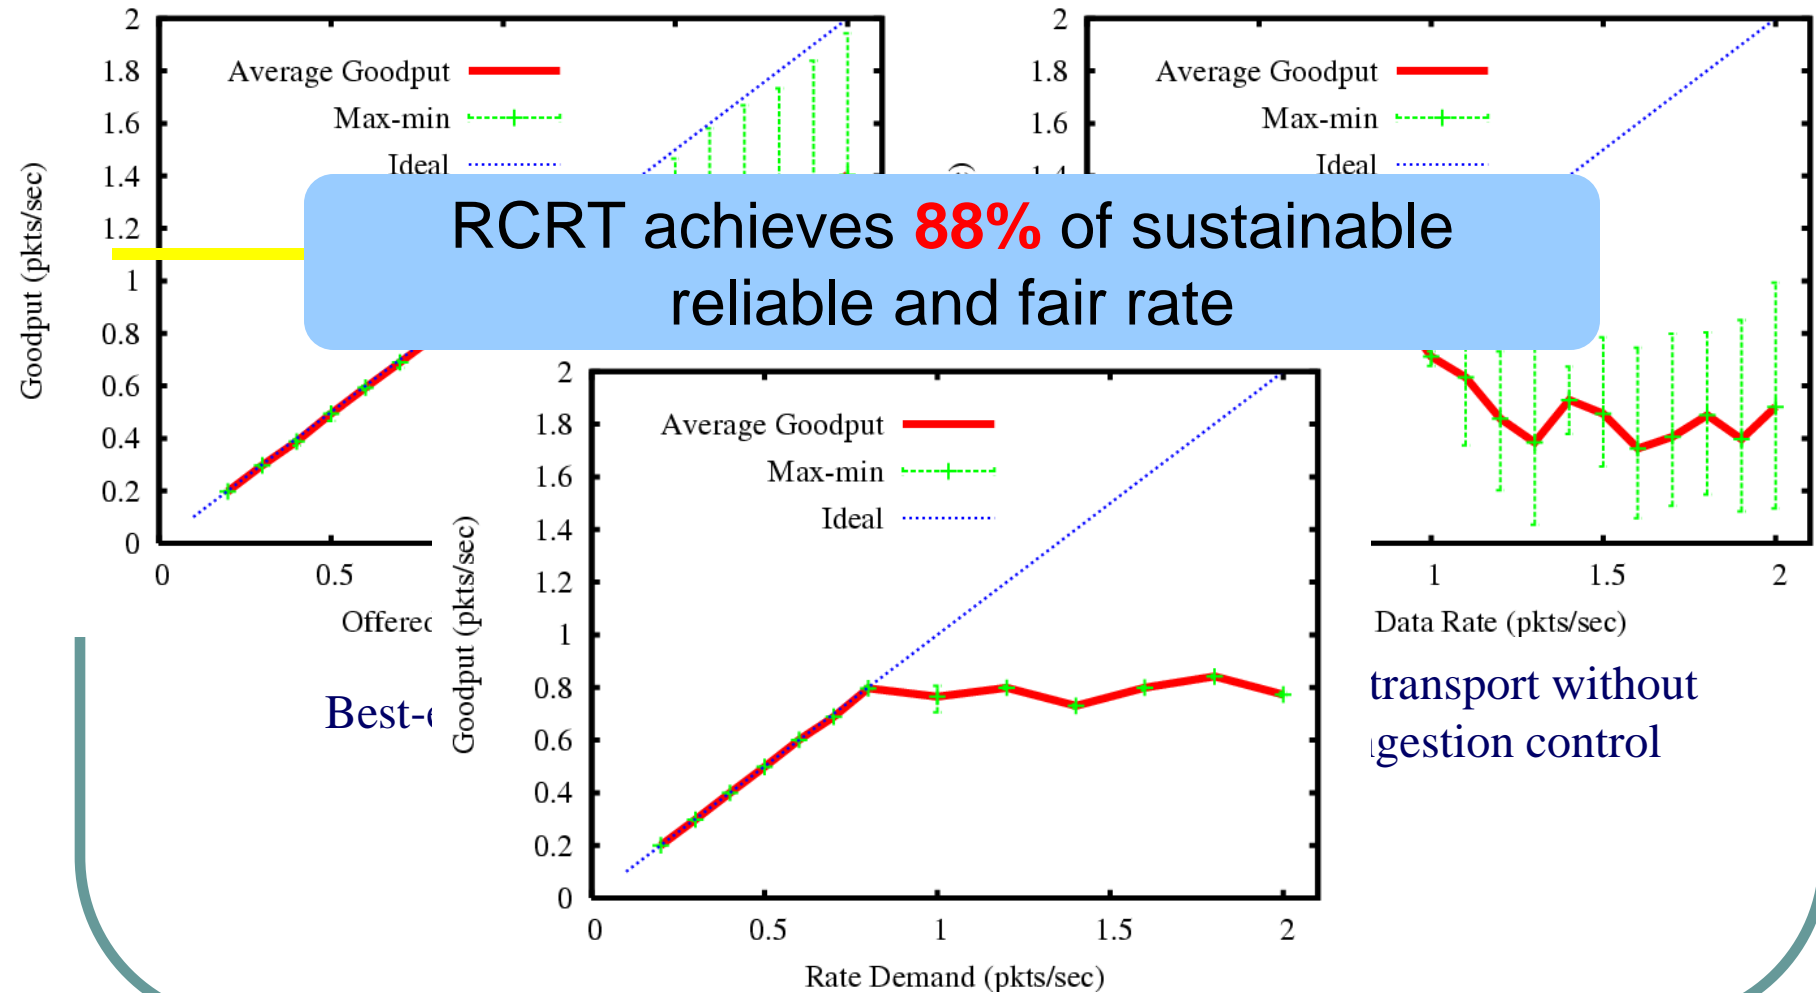 2
1.8
1.6
1.4
1.2
1
0.8
0.6
0.4
0.2
0
0
0.5
Goodput (pkts/sec)
Average Goodput
Max-min
Ideal
2
1.8
1.6
Average Goodput
Max-min
Ideal
1
1.5
2
Data Rate (pkts/sec)
RCRT achieves 88% of sustainable
reliable and fair rate
transport without
control
2
1.8
1.6
1.4
1.2
1
0.8
0.6
0.4
0.2
0
0
0.5
1
1.5
2
Goodput (pkts/sec)
Average Goodput
Max-min
Ideal
Rate Demand (pkts/sec)